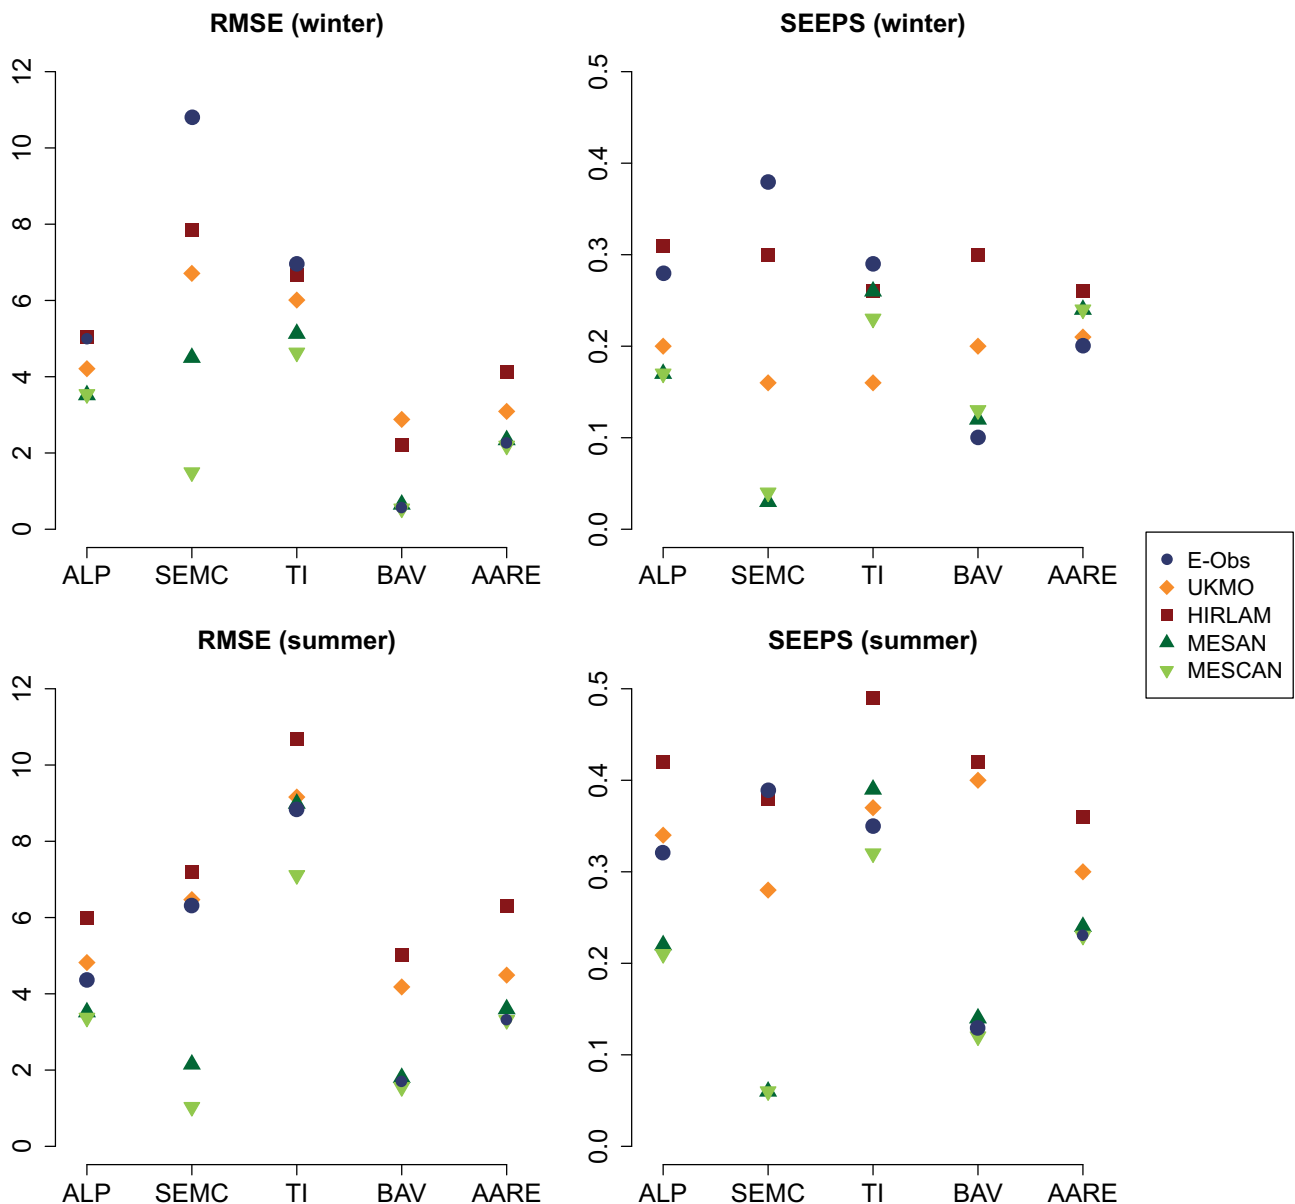 RMSE (winter)
12
10
8
6
4
2
0
ALP SEMC TI BAV AARE
SEEPS (winter)
0.5
0.4
0.3
0.2
0.1
0.0
ALP SEMC TI BAV AARE
E-Obs
UKMO
HIRLAM
MESAN
MESCAN
RMSE (summer)
12
10
8
6
4
2
0
ALP SEMC TI BAV AARE
SEEPS (summer)
0.5
0.4
0.3
0.2
0.1
0.0
ALP SEMC TI BAV AARE